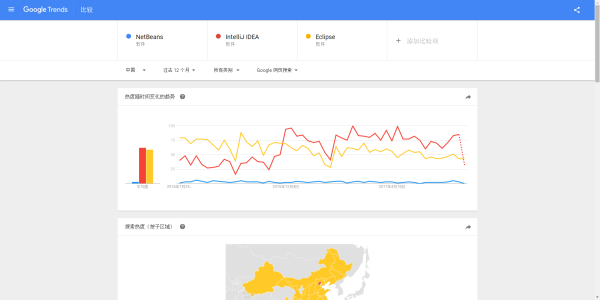 Google Trends 比较
NetBeans
软件
IntelliJ IDEA
软件
Eclipse
软件
+ 添加比较项
中国
过去 12 个月
所有类别
Google 网页搜索
热度随时间变化的趋势
100
75
50
25
平均值
搜索热度（按子区域）